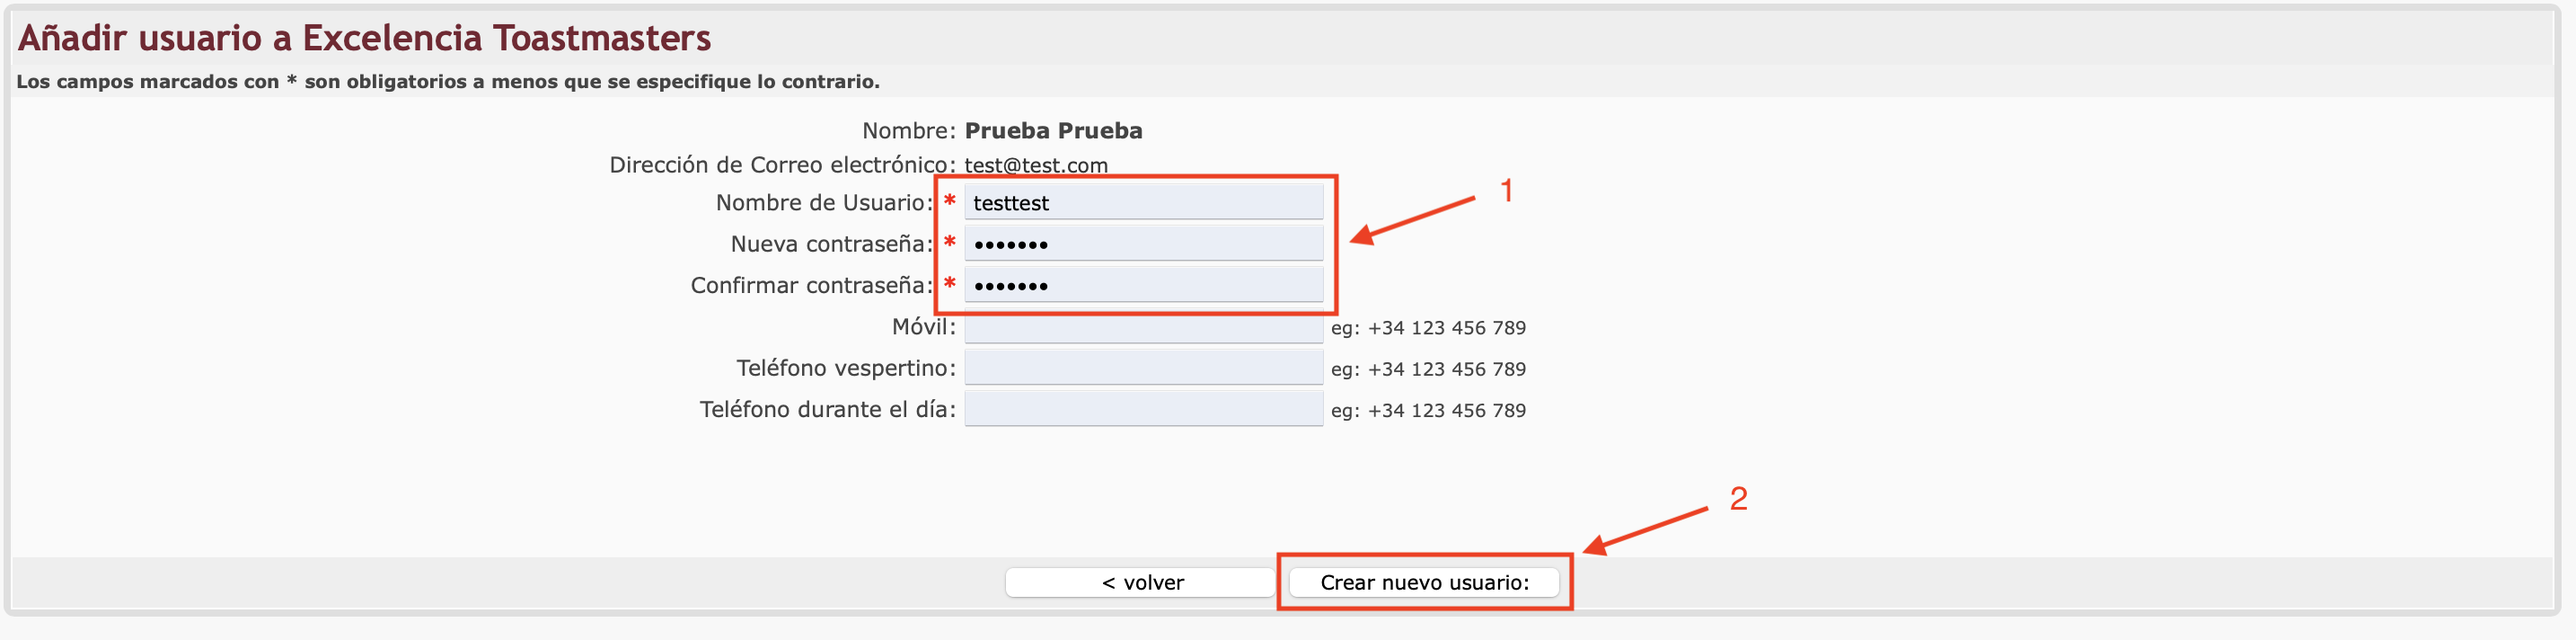 Añadir usuario a Excelencia Toastmasters
Los campos marcados con * son obligatorios a menos que se especifique lo contrario.
Nombre: Prueba Prueba
Dirección de Correo electrónico: test@test.com
Nombre de Usuario: * testtest
1
Nueva contraseña: * •••••••
Confirmar contraseña: * •••••••
Móvil: eg: +34 123 456 789
Teléfono vespertino: eg: +34 123 456 789
Teléfono durante el día: eg: +34 123 456 789
2
< volver
Crear nuevo usuario: